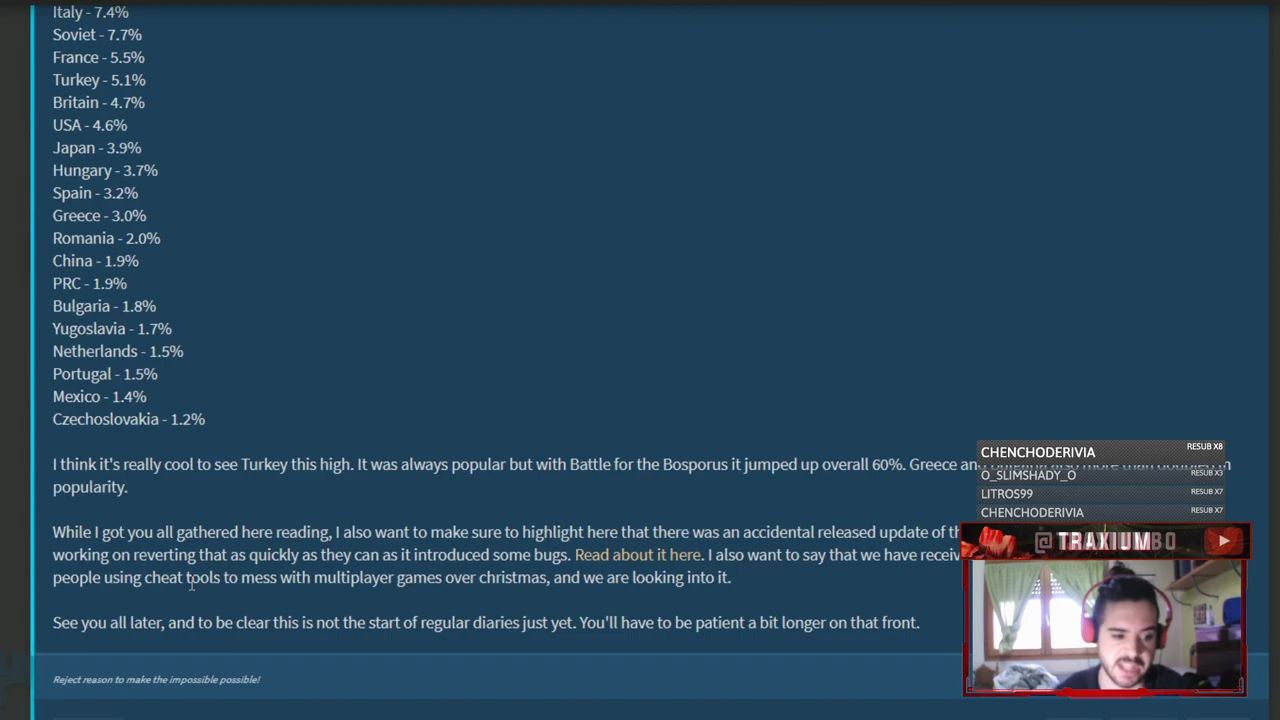 Italy - 7.4%
Soviet - 7.7%
France - 5.5%
Turkey - 5.1%
Britain - 4.7%
USA - 4.6%
Japan - 3.9%
Hungary - 3.7%
Spain - 3.2%
Greece - 3.0%
Romania - 2.0%
China - 1.9%
PRC - 1.9%
Bulgaria - 1.8%
Yugoslavia - 1.7%
Netherlands - 1.5%
Portugal - 1.5%
Mexico - 1.4%
Czechoslovakia - 1.2%
I think it's really cool to see Turkey this high. It was always popular but with Battle for the Bosporus it jumped up overall 60%. Greece and
popularity.
While I got you all gathered here reading, I also want to make sure to highlight here that there was an accidental released update of
working on reverting that as quickly as they can as it introduced some bugs. Read about it here. I also want to say that we have
people using cheat tools to mess with multiplayer games over christmas, and we are looking into it.
See you all later, and to be clear this is not the start of regular diaries just yet. You'll have to be patient a bit longer on that front.
Reject reason to make the impossible possible!
CHENCHODERIVIA RESUB X8
O_SLIMSHADY_O RESUB X3
LITROS99 RESUB X7
CHENCHODERIVIA RESUB X7
@ TRAXIUMBO